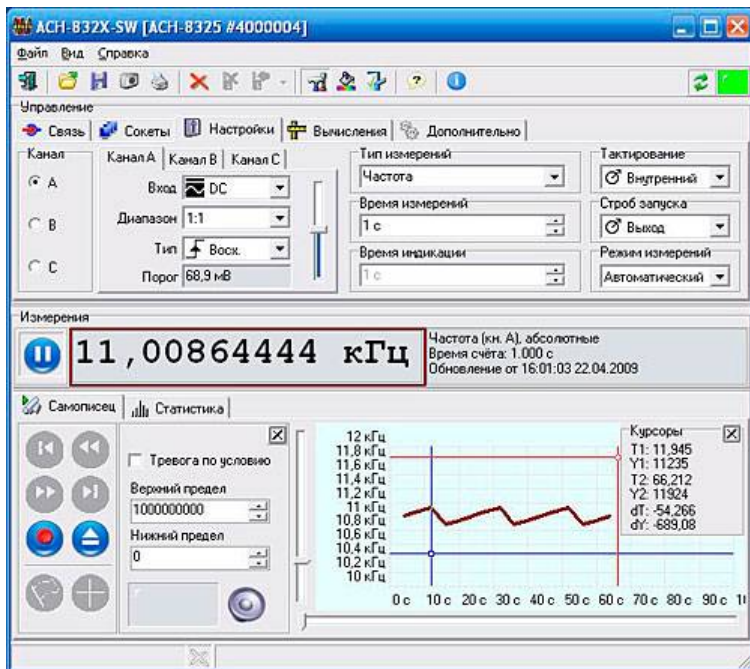 ACH-832X-SW [ACH-8325 #4000004]
Файл Вид Справка
Управление
Связь Сокеты Настройки Вычисления Дополнительно
Канал
A
B
C
Канал A Канал B Канал C
Вход DC
Диапазон 1:1
Тип Восх.
Порог 68,9 мВ
Тип измерений
Частота
Время измерений
1 с
Время индикации
1 с
Тактирование
Внутренний
Строб запуска
Выход
Режим измерений
Автоматический
Измерения
11,00864444 кГц
Частота (кн. A), абсолютные
Время счёта: 1.000 с
Обновление от 16:01:03 22.04.2009
Самописец Статистика
Тревога по условию
Верхний предел
1000000000
Нижний предел
0
12 кГц
11,8 кГц
11,6 кГц
11,4 кГц
11,2 кГц
11 кГц
10,8 кГц
10,6 кГц
10,4 кГц
10,2 кГц
10 кГц
0 с 10 с 20 с 30 с 40 с 50 с 60 с 70 с 80 с 90 с
Курсоры
T1: 11,945
Y1: 11235
T2: 66,212
Y2: 11924
dT: -54,266
dY: -689,08